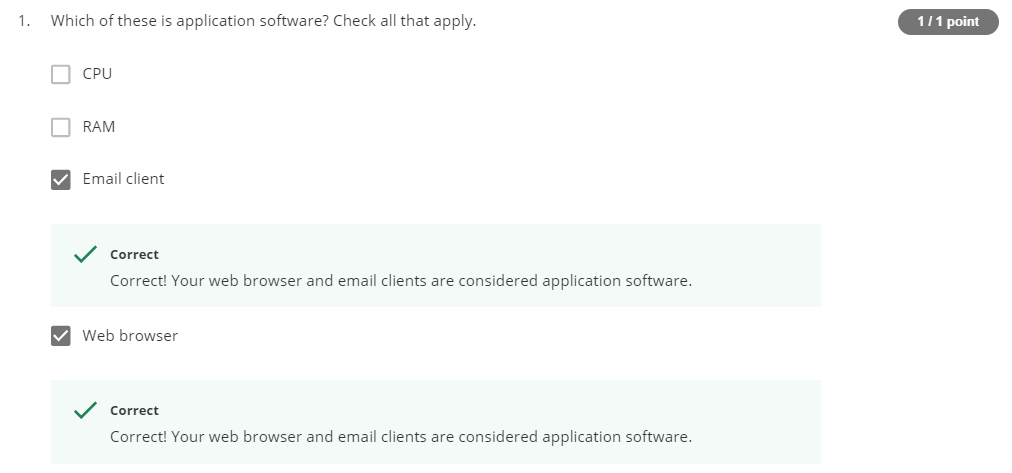 1. Which of these is application software? Check all that apply.
1 / 1 point
CPU
RAM
Email client
Correct
Correct! Your web browser and email clients are considered application software.
Web browser
Correct
Correct! Your web browser and email clients are considered application software.